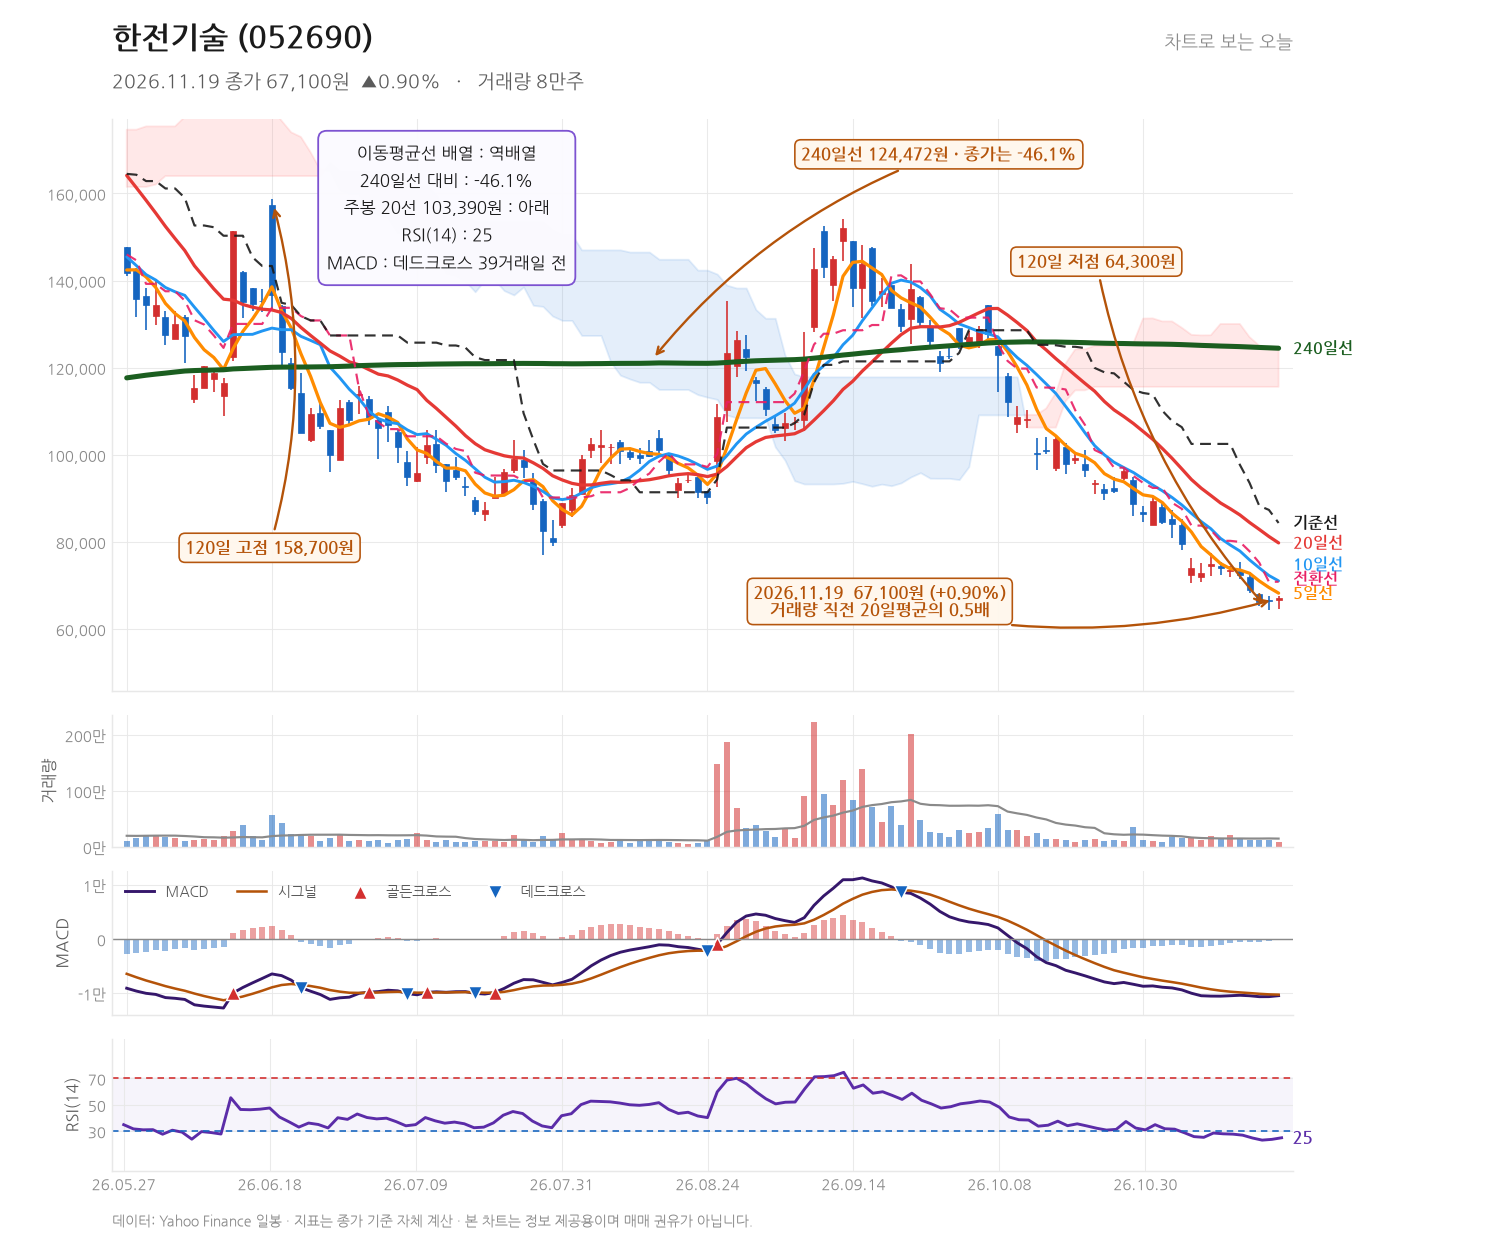 한전기술 (052690)
차트로 보는 오늘
2026.11.19 종가 67,100원 ▲0.90% · 거래량 8만주
이동평균선 배열 : 역배열
240일선 대비 : -46.1%
주봉 20선 103,390원 : 아래
RSI(14) : 25
MACD : 데드크로스 39거래일 전
240일선 124,472원 · 종가는 -46.1%
120일 저점 64,300원
120일 고점 158,700원
2026.11.19 67,100원 (+0.90%)
거래량 직전 20일평균의 0.5배
160,000
140,000
120,000
100,000
80,000
60,000
240일선
기준선
20일선
10일선
전환선
5일선
거래량
200만
100만
0만
MACD
1만
0
-1만
MACD
시그널
골든크로스
데드크로스
RSI(14)
70
50
30
25
26.05.27
26.06.18
26.07.09
26.07.31
26.08.24
26.09.14
26.10.08
26.10.30
데이터: Yahoo Finance 일봉 · 지표는 종가 기준 자체 계산 · 본 차트는 정보 제공용이며 매매 권유가 아닙니다.